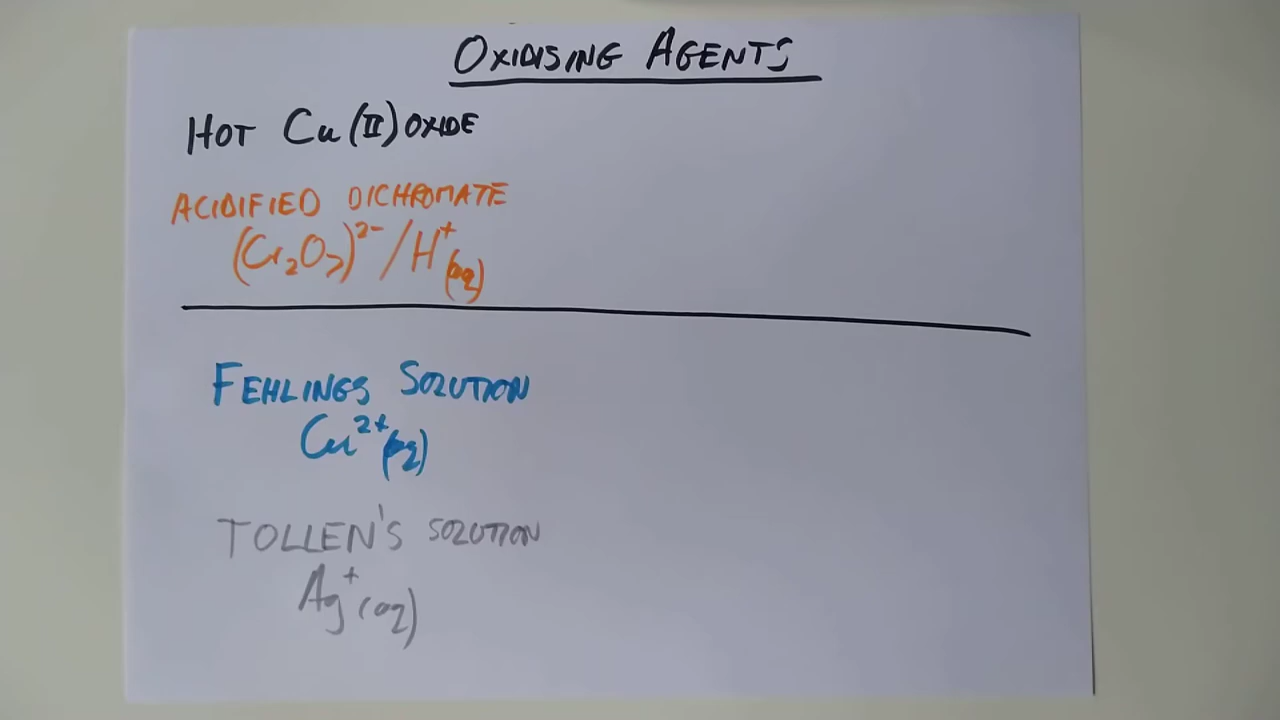 OXIDISING AGENTS
HOT Cu(II) OXIDE
ACIDIFIED DICHROMATE
(Cr₂O₇)²⁻/H⁺(aq)
FEHLINGS SOLUTION
Cu²⁺(aq)
TOLLEN'S SOLUTION
Ag⁺(aq)